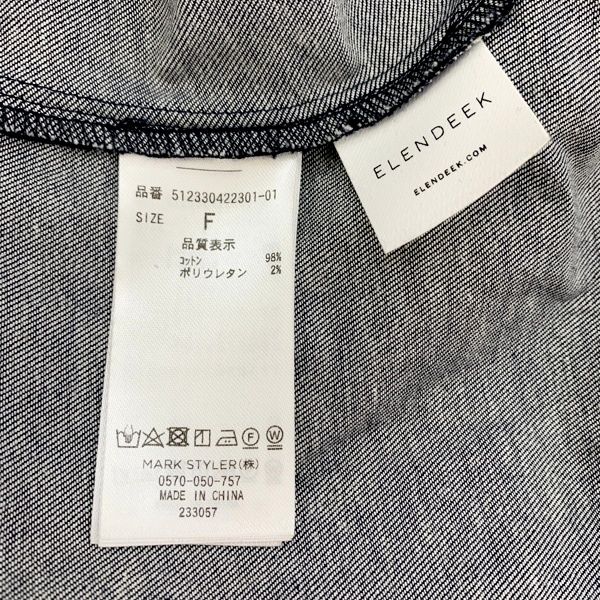 ELENDEEK
ELENDEEK.COM
品番 512330422301-01
SIZE F
品質表示
コットン 98%
ポリウレタン 2%
F W
MARK STYLER(株)
0570-050-757
MADE IN CHINA
233057